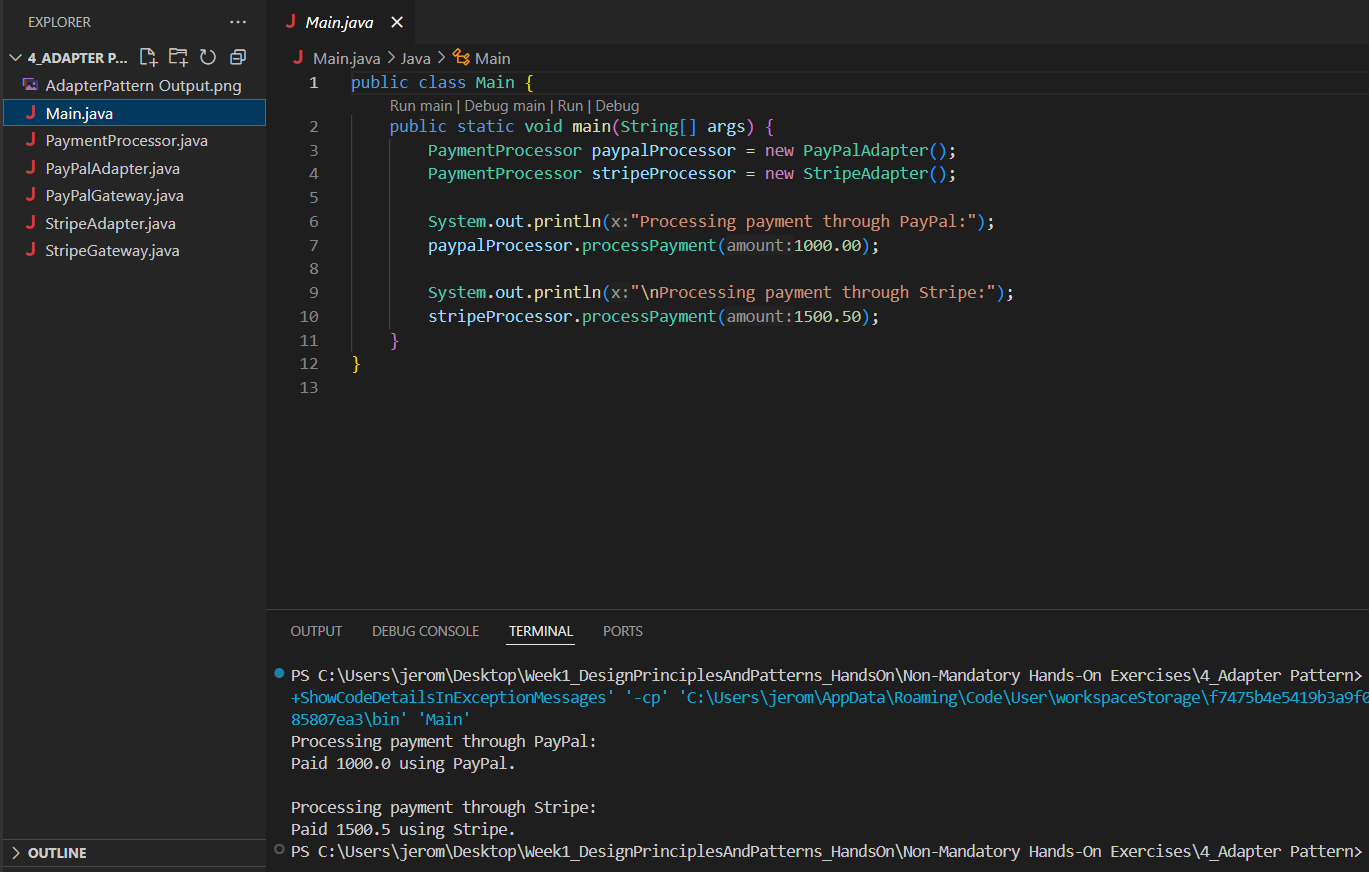 EXPLORER
4_ADAPTER P...
AdapterPattern Output.png
Main.java
PaymentProcessor.java
PayPalAdapter.java
PayPalGateway.java
StripeAdapter.java
StripeGateway.java
OUTLINE
Main.java
Main.java > Java > Main
1 public class Main {
Run main | Debug main | Run | Debug
2 public static void main(String[] args) {
3 PaymentProcessor paypalProcessor = new PayPalAdapter();
4 PaymentProcessor stripeProcessor = new StripeAdapter();
5
6 System.out.println(x:"Processing payment through PayPal:");
7 paypalProcessor.processPayment(amount:1000.00);
8
9 System.out.println(x:"\nProcessing payment through Stripe:");
10 stripeProcessor.processPayment(amount:1500.50);
11 }
12 }
13
OUTPUT DEBUG CONSOLE TERMINAL PORTS
PS C:\Users\jerom\Desktop\Week1_DesignPrinciplesAndPatterns_HandsOn\Non-Mandatory Hands-On Exercises\4_Adapter Pattern>
+ShowCodeDetailsInExceptionMessages' '-cp' 'C:\Users\jerom\AppData\Roaming\Code\User\workspaceStorage\f7475b4e5419b3a9f0
85807ea3\bin' 'Main'
Processing payment through PayPal:
Paid 1000.0 using PayPal.
Processing payment through Stripe:
Paid 1500.5 using Stripe.
PS C:\Users\jerom\Desktop\Week1_DesignPrinciplesAndPatterns_HandsOn\Non-Mandatory Hands-On Exercises\4_Adapter Pattern>